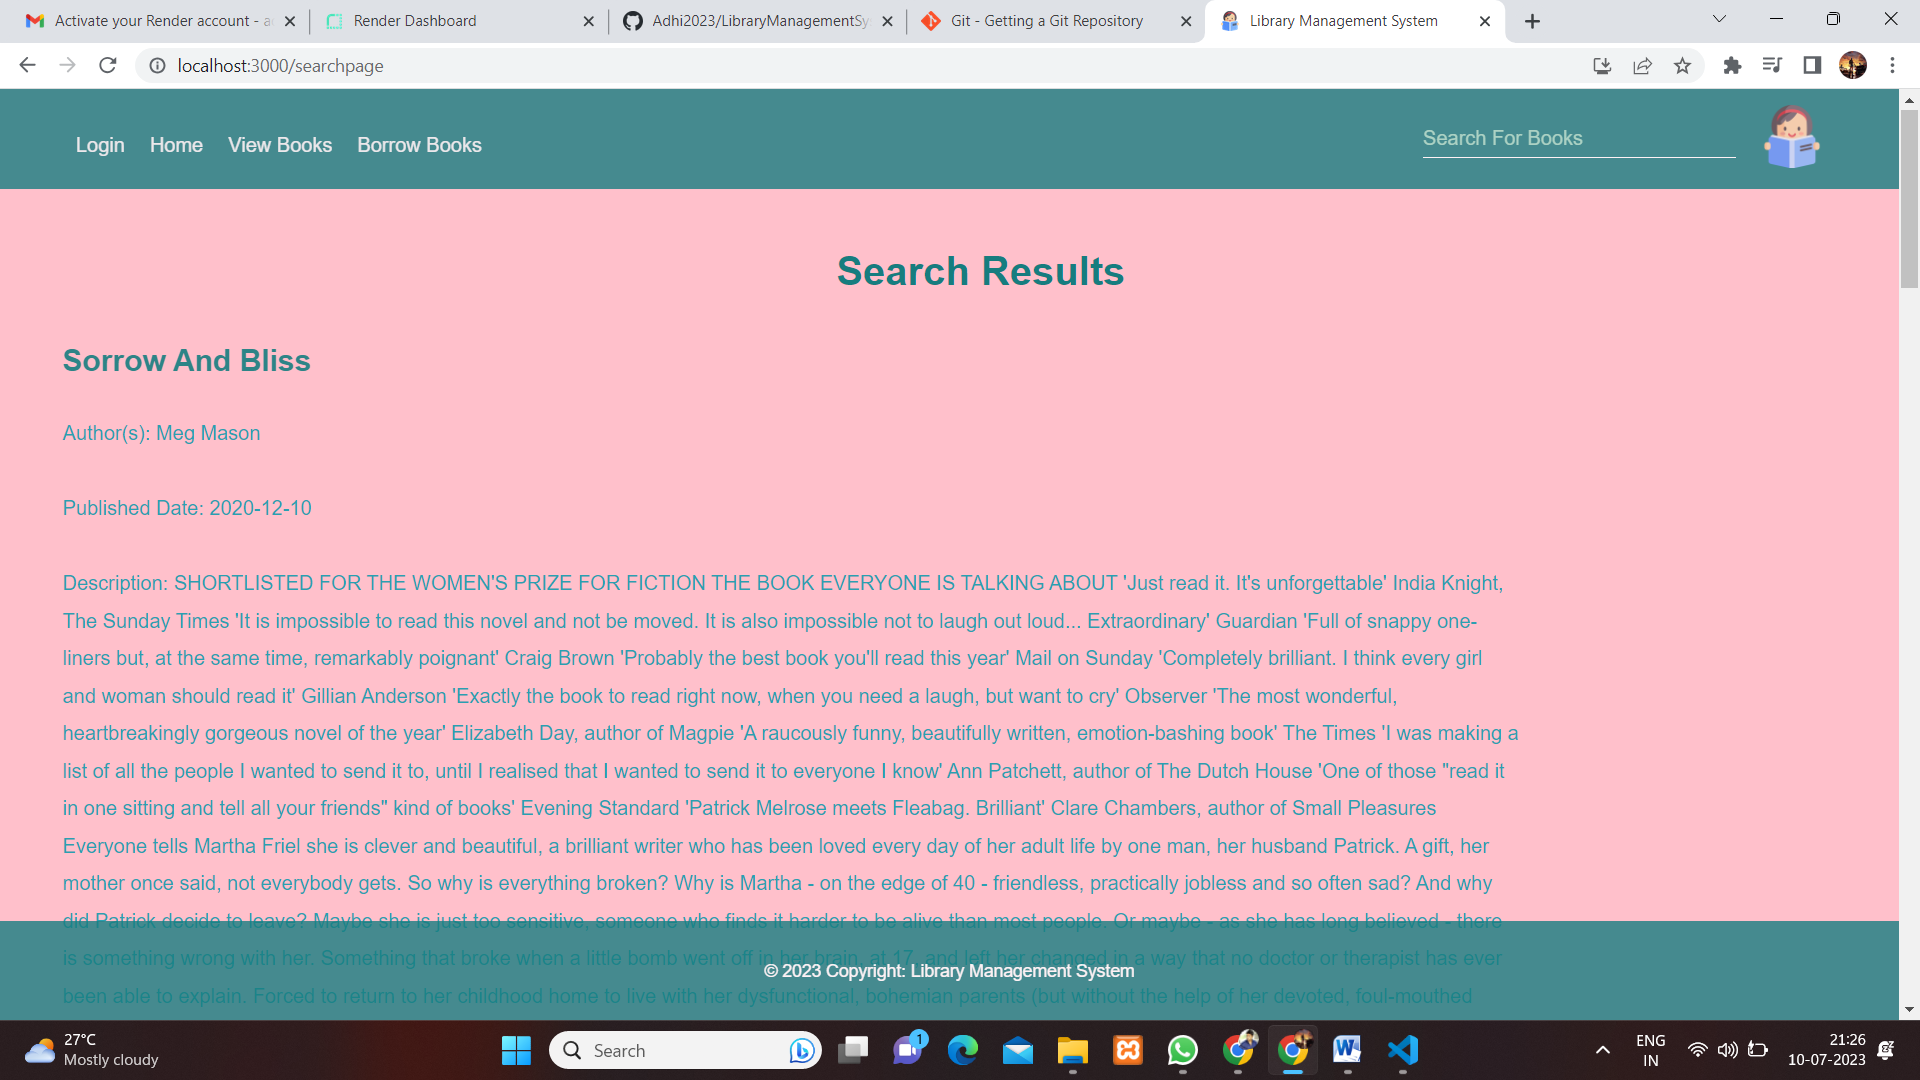 Activate your Render account - a
Render Dashboard
Adhi2023/LibraryManagementSy
Git - Getting a Git Repository
Library Management System
localhost:3000/searchpage
Login Home View Books Borrow Books
Search For Books
Search Results
Sorrow And Bliss
Author(s): Meg Mason
Published Date: 2020-12-10
Description: SHORTLISTED FOR THE WOMEN'S PRIZE FOR FICTION THE BOOK EVERYONE IS TALKING ABOUT 'Just read it. It's unforgettable' India Knight,
The Sunday Times 'It is impossible to read this novel and not be moved. It is also impossible not to laugh out loud... Extraordinary' Guardian 'Full of snappy one-
liners but, at the same time, remarkably poignant' Craig Brown 'Probably the best book you'll read this year' Mail on Sunday 'Completely brilliant. I think every girl
and woman should read it' Gillian Anderson 'Exactly the book to read right now, when you need a laugh, but want to cry' Observer 'The most wonderful,
heartbreakingly gorgeous novel of the year' Elizabeth Day, author of Magpie 'A raucously funny, beautifully written, emotion-bashing book' The Times 'I was making a
list of all the people I wanted to send it to, until I realised that I wanted to send it to everyone I know' Ann Patchett, author of The Dutch House 'One of those "read it
in one sitting and tell all your friends" kind of books' Evening Standard 'Patrick Melrose meets Fleabag. Brilliant' Clare Chambers, author of Small Pleasures
Everyone tells Martha Friel she is clever and beautiful, a brilliant writer who has been loved every day of her adult life by one man, her husband Patrick. A gift, her
mother once said, not everybody gets. So why is everything broken? Why is Martha - on the edge of 40 - friendless, practically jobless and so often sad? And why
did Patrick decide to leave? Maybe she is just too sensitive, someone who finds it harder to be alive than most people. Or maybe - as she has long believed - there
is something wrong with her. Something that broke when a little bomb went off in her brain, at 17, and left her changed in a way that no doctor or therapist has ever
© 2023 Copyright: Library Management System
been able to explain. Forced to return to her childhood home to live with her dysfunctional, bohemian parents (but without the help of her devoted, foul-mouthed
27°C
Mostly cloudy
Search
1
ENG
IN
21:26
10-07-2023